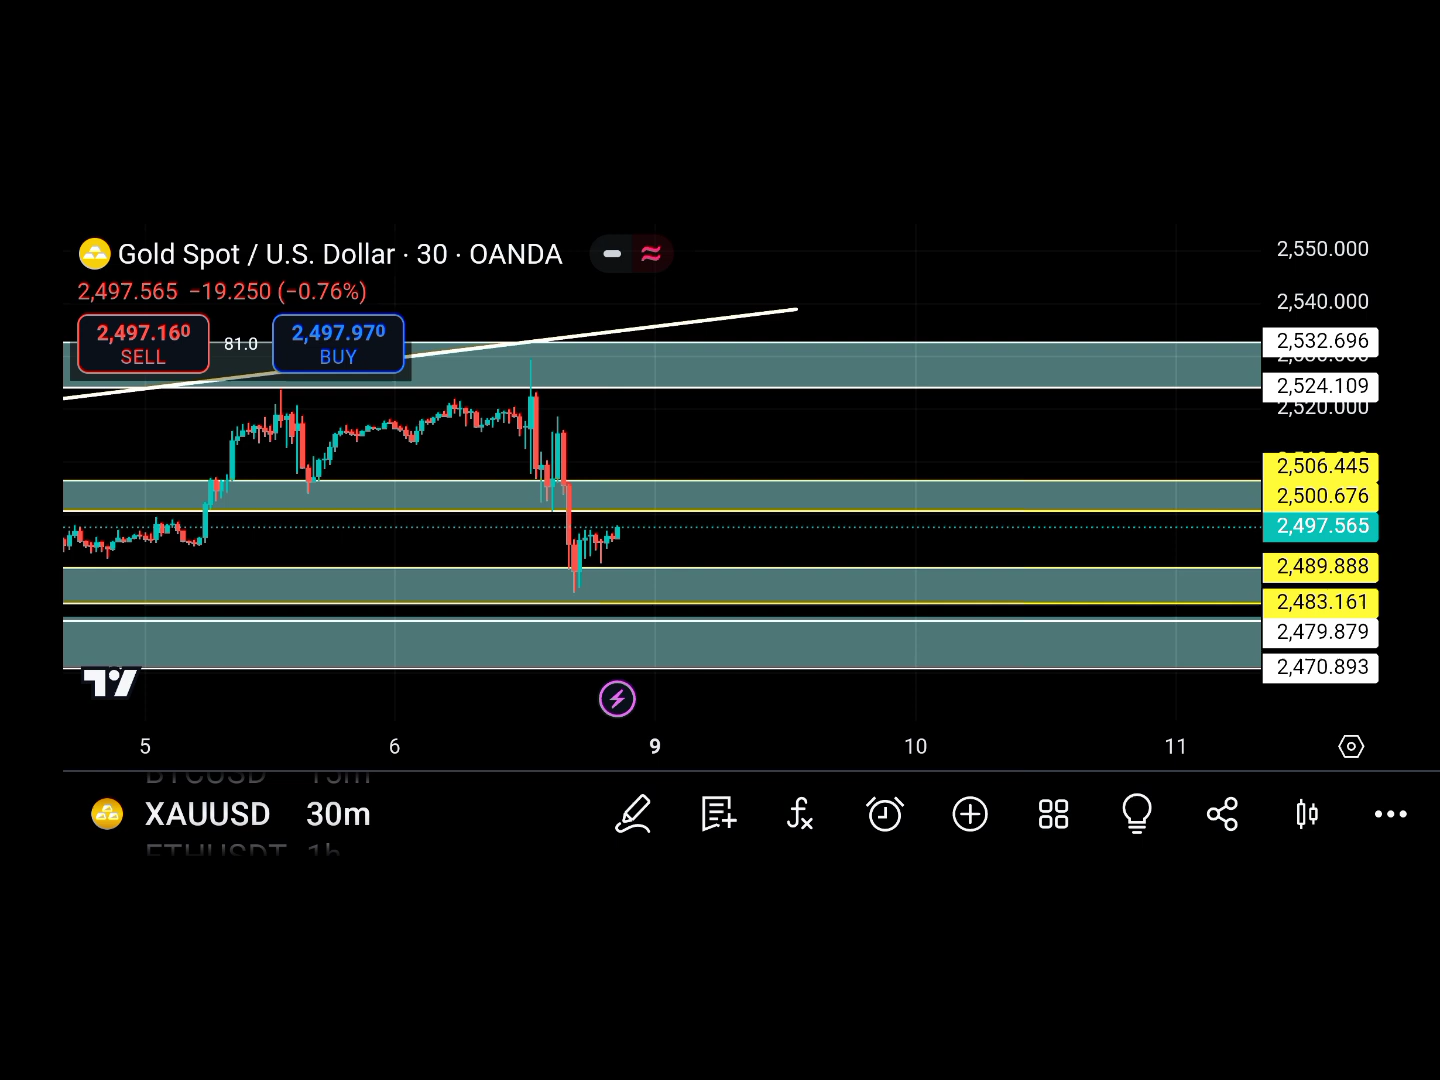 Gold Spot / U.S. Dollar · 30 · OANDA
2,497.565 −19.250 (−0.76%)
2,497.160 SELL
81.0
2,497.970 BUY
2,550.000
2,540.000
2,532.696
2,524.109
2,520.000
2,506.445
2,500.676
2,497.565
2,489.888
2,483.161
2,479.879
2,470.893
5 6 9 10 11
XAUUSD 30m